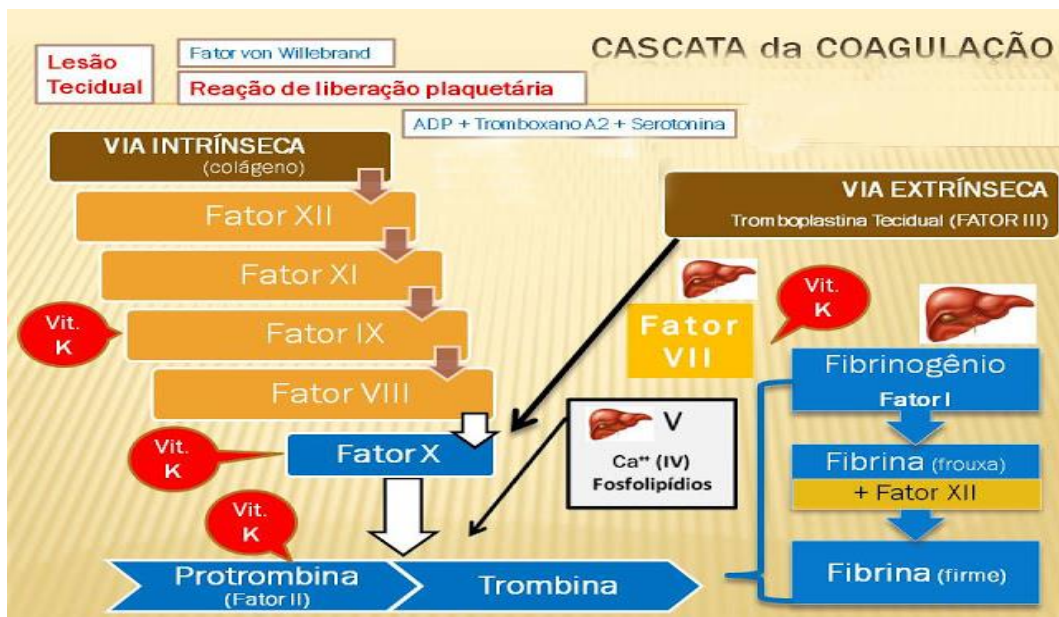 CASCATA da COAGULAÇÃO
Lesão
Tecidual
Fator von Willebrand
Reação de liberação plaquetária
ADP + Tromboxano A2 + Serotonina
VIA INTRÍNSECA
(colágeno)
Fator XII
Fator XI
Vit.
K
Fator IX
Fator VIII
Vit.
K
Fator X
Vit.
K
Protrombina
(Fator II)
Trombina
VIA EXTRÍNSECA
Tromboplastina Tecidual (FATOR III)
Fator
VII
Vit.
K
V
Ca⁺⁺ (IV)
Fosfolipídios
Fibrinogênio
Fator I
Fibrina (frouxa)
+ Fator XII
Fibrina (firme)